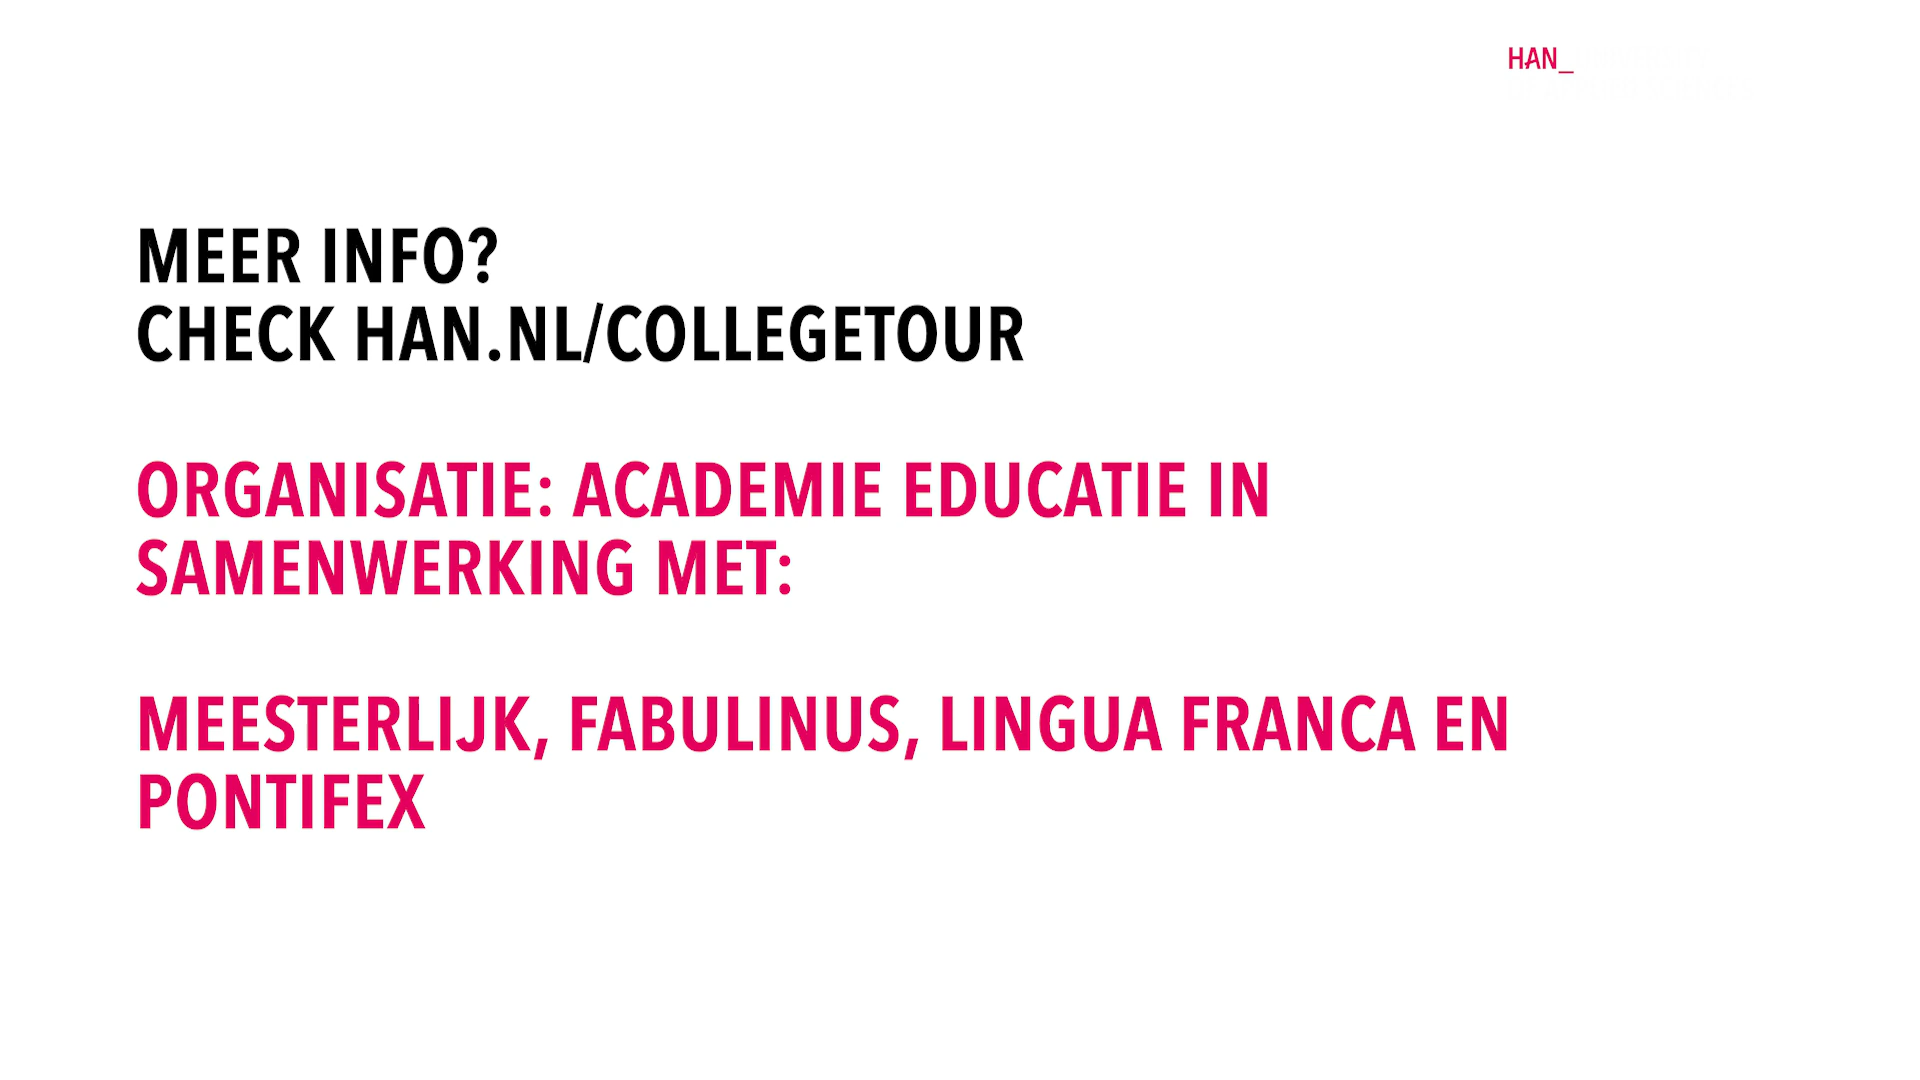 HAN_
MEER INFO?
CHECK HAN.NL/COLLEGETOUR
ORGANISATIE: ACADEMIE EDUCATIE IN
SAMENWERKING MET:
MEESTERLIJK, FABULINUS, LINGUA FRANCA EN
PONTIFEX